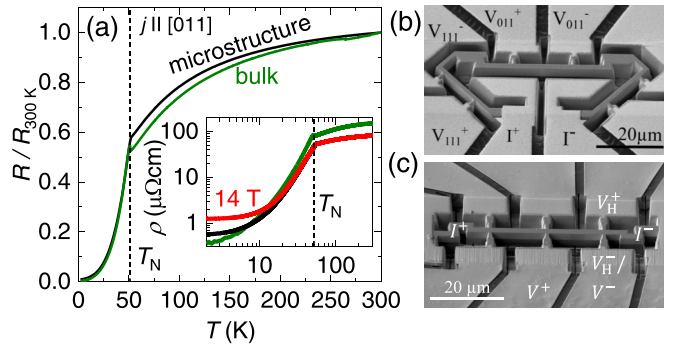 (a)
j || [011]
microstructure
bulk
R / R300 K
1.0
0.8
0.6
0.4
0.2
0.0
0
50
100
150
200
250
300
T (K)
TN
ρ (μΩcm)
100
10
1
14 T
TN
10
100
(b)
V011+
V011-
V111-
V111+
I+
I-
20μm
(c)
VH+
I+
I-
VH-/
V+
V-
20 μm